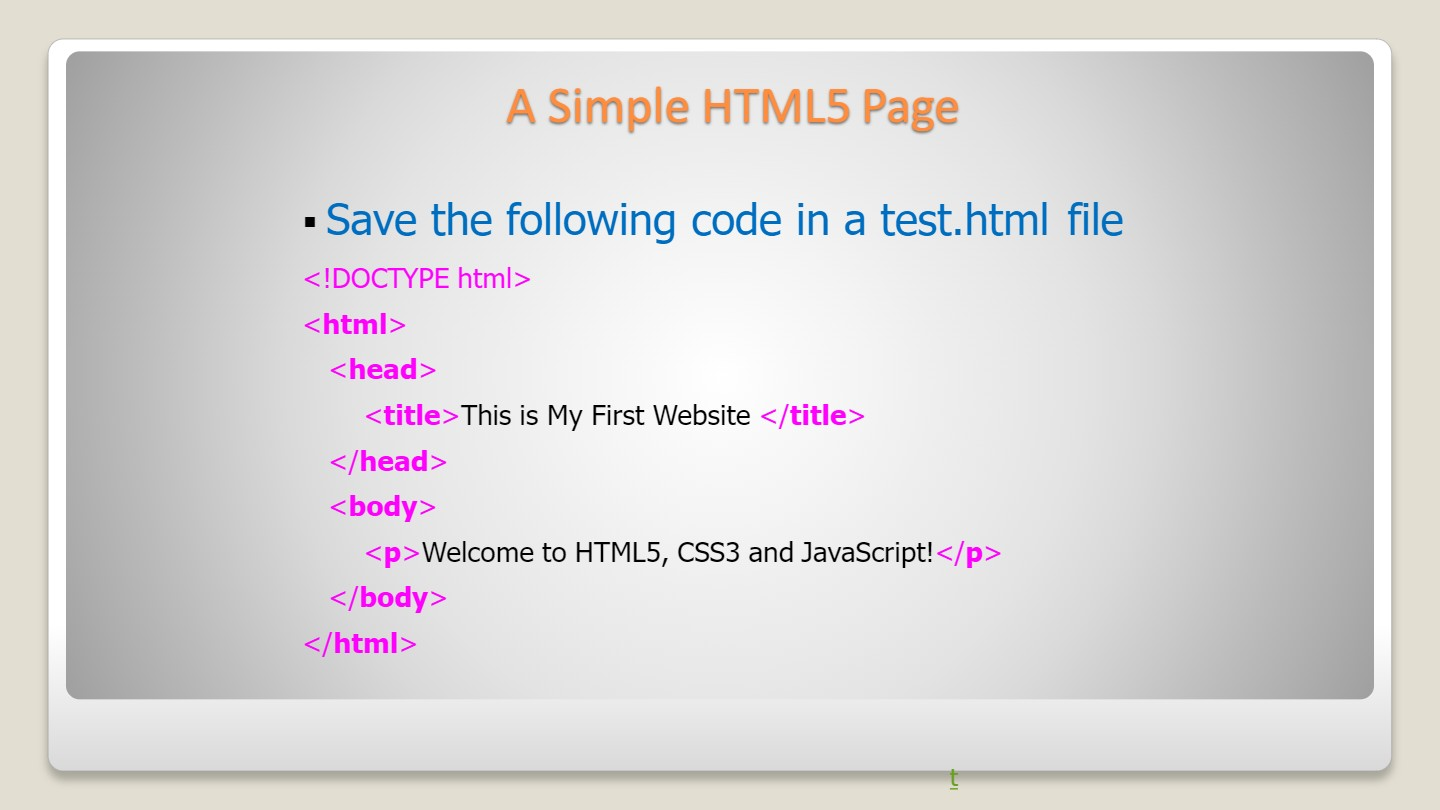 A Simple HTML5 Page
▪ Save the following code in a test.html file
<!DOCTYPE html>
<html>
<head>
<title>This is My First Website </title>
</head>
<body>
<p>Welcome to HTML5, CSS3 and JavaScript!</p>
</body>
</html>
t